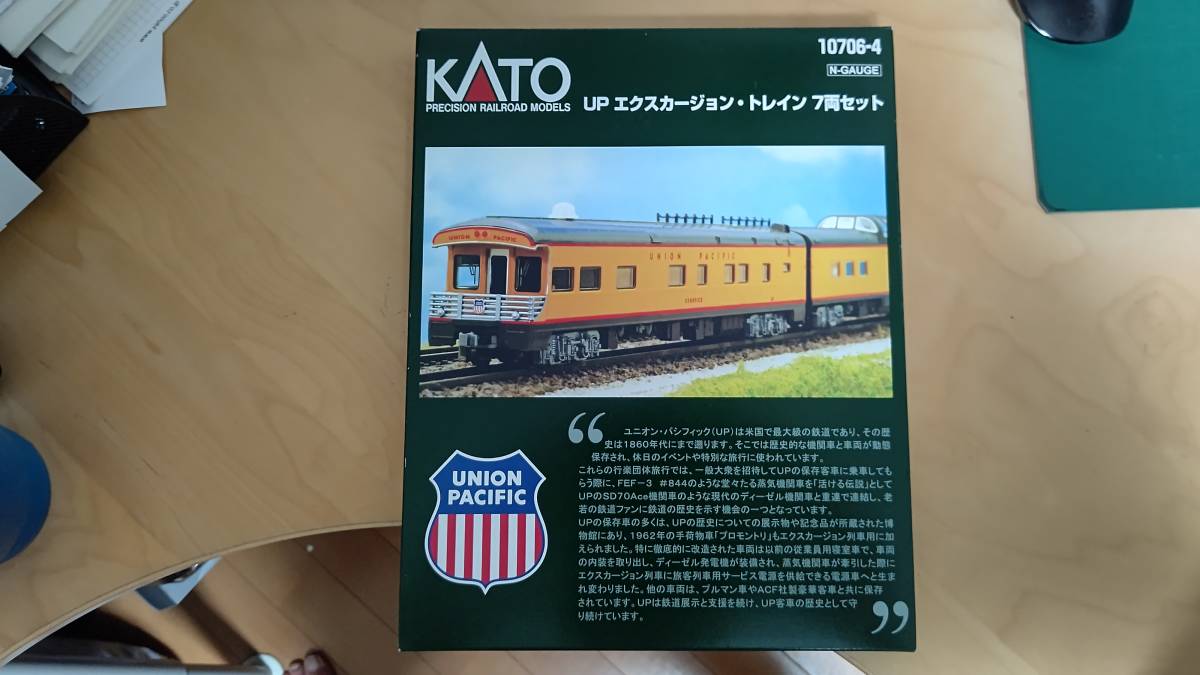 10706-4
N-GAUGE
KATO
PRECISION RAILROAD MODELS
UP エクスカージョン・トレイン 7両セット
UNION PACIFIC
UNION PACIFIC
“
ユニオン・パシフィック(UP)は米国で最大級の鉄道であり、その歴
史は1860年代にまで遡ります。そこでは歴史的な機関車と車両が動態
保存され、休日のイベントや特別な旅行に使われています。
これらの行楽団体旅行では、一般大衆を招待してUPの保存客車に乗車しても
らう際に、FEF-3 #844のような堂々たる蒸気機関車を「活ける伝説」として
UPのSD70Ace機関車のような現代のディーゼル機関車と重連で連結し、老
若の鉄道ファンに鉄道の歴史を示す機会の一つとなっています。
UPの保存車の多くは、UPの歴史についての展示物や記念品が所蔵された博
物館にあり、1962年の手荷物車「プロモントリ」もエクスカージョン列車用に加
えられました。特に徹底的に改造された車両は以前の従業員用寝室車で、車両
の内装を取り出し、ディーゼル発電機が装備され、蒸気機関車が牽引した際に
エクスカージョン列車に旅客列車用サービス電源を供給できる電源車へと生ま
れ変わりました。他の車両は、プルマン車やACF社製豪華客車と共に保存
されています。UPは鉄道展示と支援を続け、UP客車の歴史として守
り続けています。
”
UNION
PACIFIC